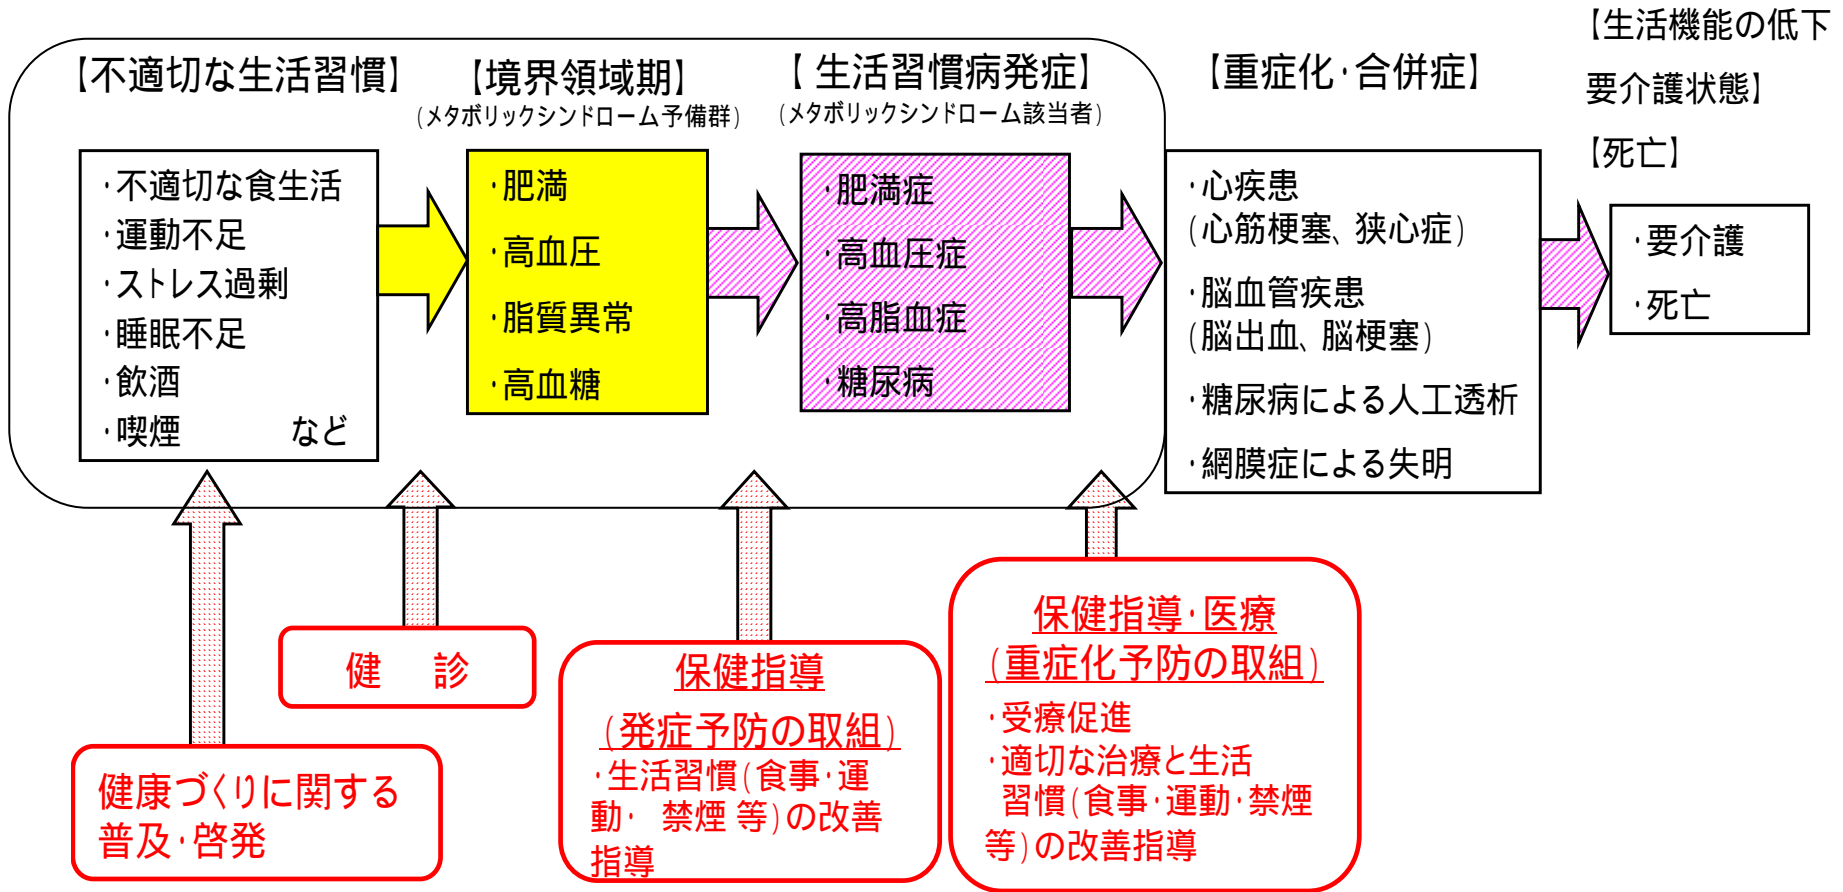 【不適切な生活習慣】
・不適切な食生活
・運動不足
・ストレス過剰
・睡眠不足
・飲酒
・喫煙　　　など
【境界領域期】
(メタボリックシンドローム予備群)
・肥満
・高血圧
・脂質異常
・高血糖
【 生活習慣病発症】
(メタボリックシンドローム該当者)
・肥満症
・高血圧症
・高脂血症
・糖尿病
【重症化・合併症】
・心疾患
(心筋梗塞、狭心症)
・脳血管疾患
(脳出血、脳梗塞)
・糖尿病による人工透析
・網膜症による失明
【生活機能の低下
要介護状態】
【死亡】
・要介護
・死亡
健康づくりに関する
普及・啓発
健　診
保健指導
(発症予防の取組)
・生活習慣(食事・運
動・ 禁煙 等)の改善
指導
保健指導・医療
(重症化予防の取組)
・受療促進
・適切な治療と生活
習慣(食事・運動・禁煙
等)の改善指導